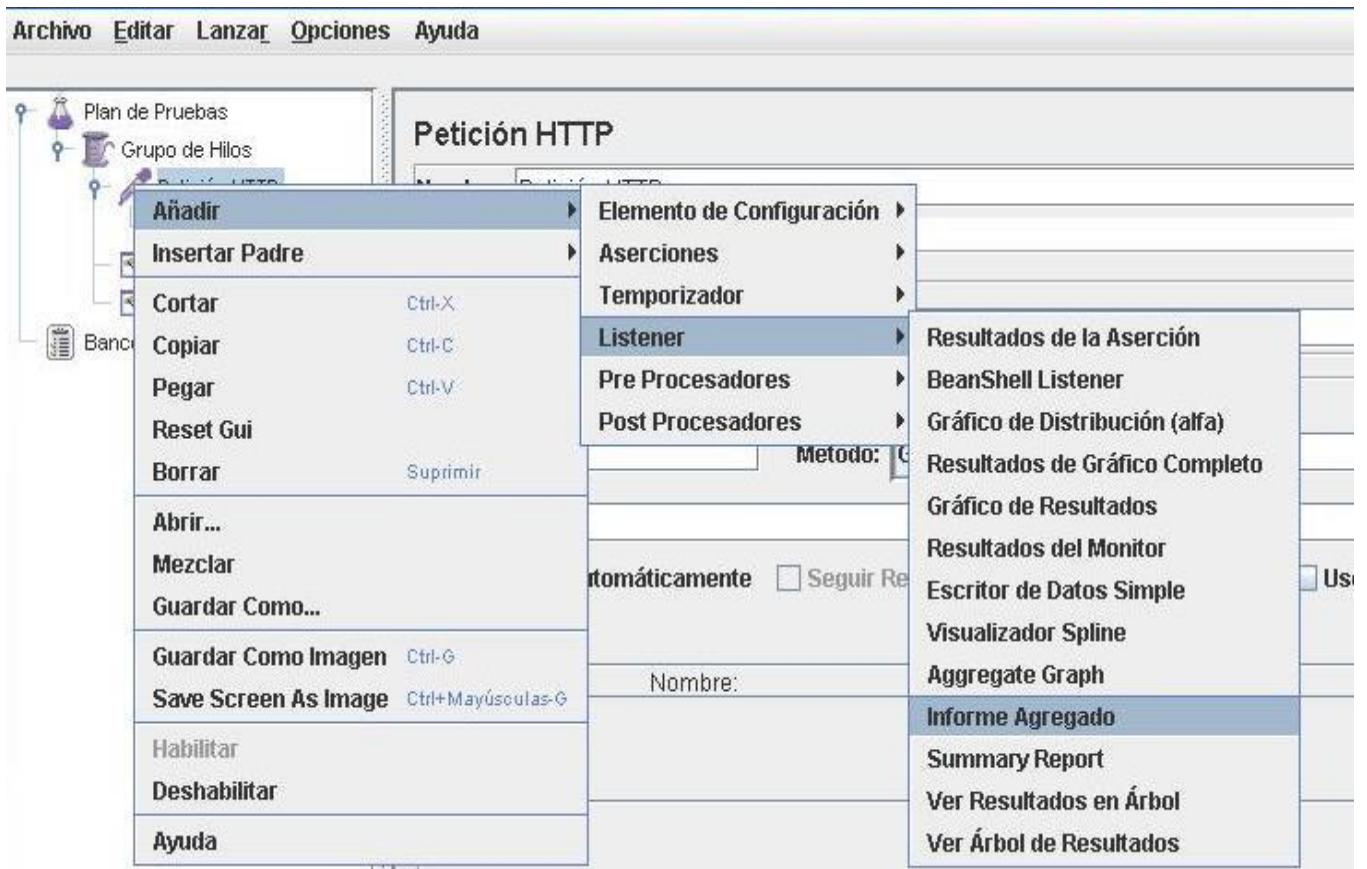 Archivo Editar Lanzar Opciones Ayuda
Plan de Pruebas
Grupo de Hilos
Petición HTTP
Añadir
Insertar Padre
Cortar Ctrl-X
Copiar Ctrl-C
Pegar Ctrl-V
Reset Gui
Borrar Suprimir
Abrir...
Mezclar
Guardar Como...
Guardar Como Imagen Ctrl-G
Save Screen As Image Ctrl+Mayúsculas-G
Habilitar
Deshabilitar
Ayuda
Elemento de Configuración
Aserciones
Temporizador
Listener
Pre Procesadores
Post Procesadores
Resultados de la Aserción
BeanShell Listener
Gráfico de Distribución (alfa)
Resultados de Gráfico Completo
Gráfico de Resultados
Resultados del Monitor
Escritor de Datos Simple
Visualizador Spline
Aggregate Graph
Informe Agregado
Summary Report
Ver Resultados en Árbol
Ver Árbol de Resultados
Banco
Petición HTTP
Método:
Seguir
Nombre: